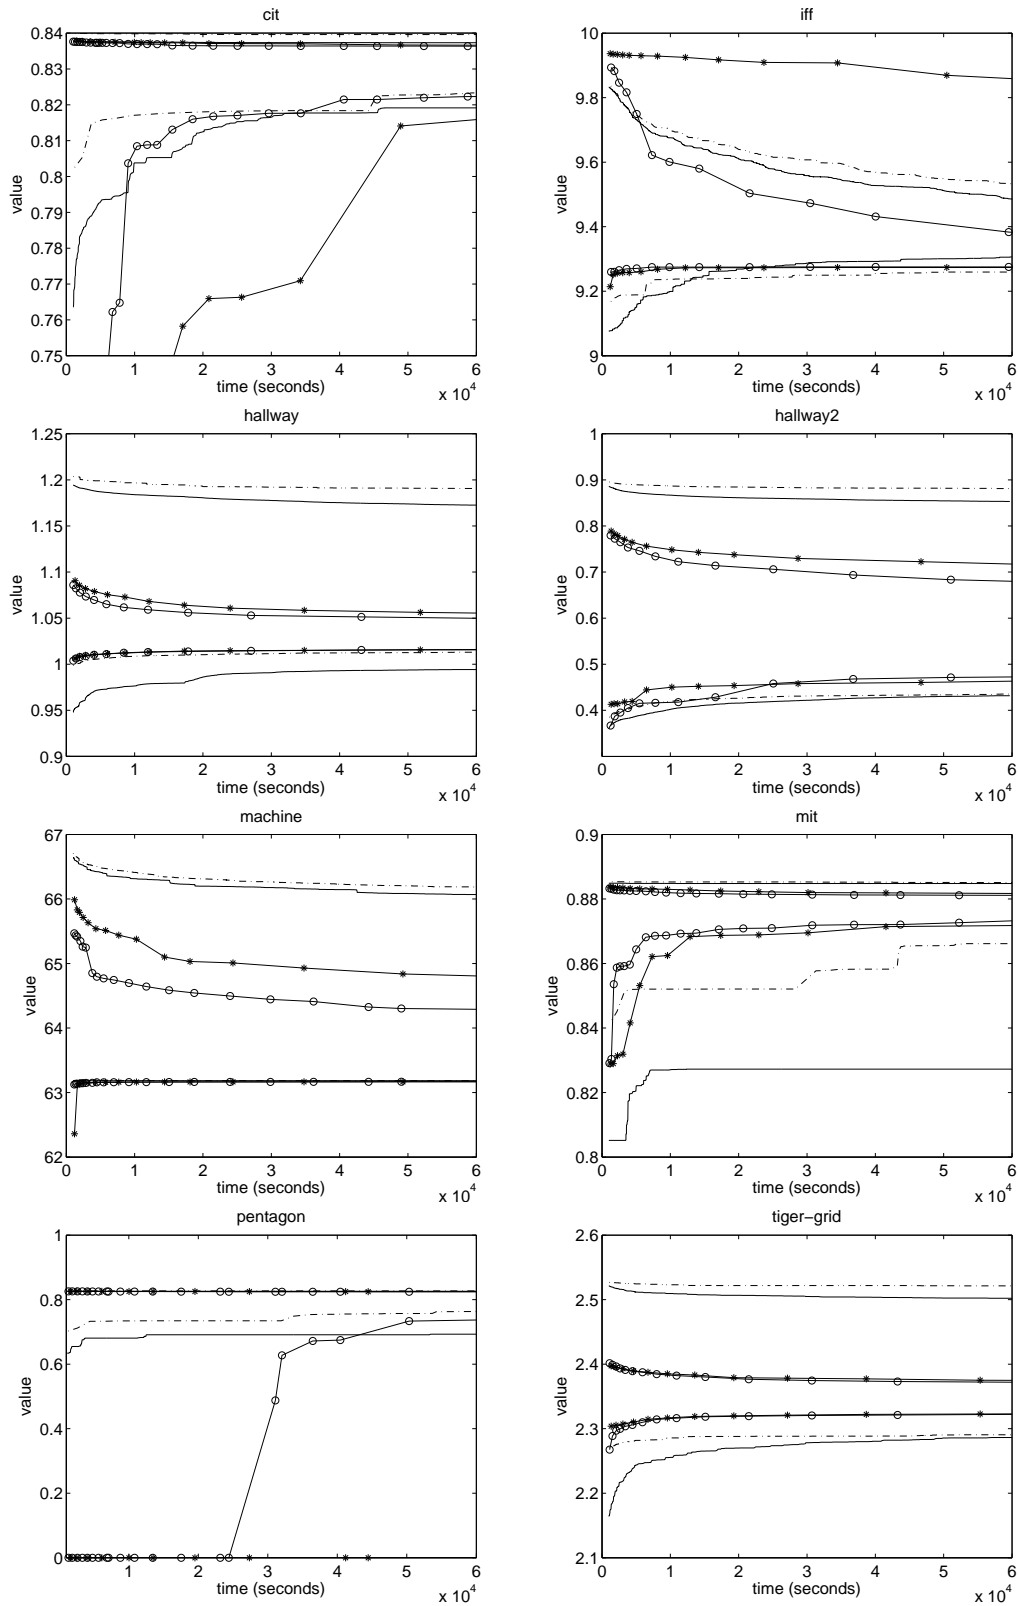 cit
0.84
0.83
0.82
0.81
0.8
0.79
0.78
0.77
0.76
0.75
value
0 1 2 3 4 5 6
time (seconds)
x 10^4
iff
10
9.8
9.6
9.4
9.2
9
value
0 1 2 3 4 5 6
time (seconds)
x 10^4
hallway
1.25
1.2
1.15
1.1
1.05
1
0.95
0.9
value
0 1 2 3 4 5 6
time (seconds)
x 10^4
hallway2
1
0.9
0.8
0.7
0.6
0.5
0.4
value
0 1 2 3 4 5 6
time (seconds)
x 10^4
machine
67
66
65
64
63
62
value
0 1 2 3 4 5 6
time (seconds)
x 10^4
mit
0.9
0.88
0.86
0.84
0.82
0.8
value
0 1 2 3 4 5 6
time (seconds)
x 10^4
pentagon
1
0.8
0.6
0.4
0.2
0
value
0 1 2 3 4 5 6
time (seconds)
x 10^4
tiger−grid
2.6
2.5
2.4
2.3
2.2
2.1
value
0 1 2 3 4 5 6
time (seconds)
x 10^4